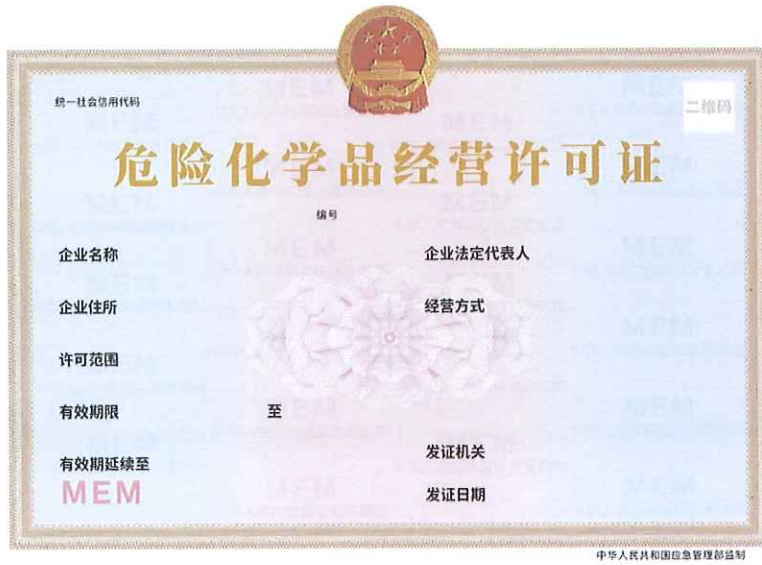 统一社会信用代码
二维码
危险化学品经营许可证
编号
企业名称
企业法定代表人
企业住所
经营方式
许可范围
有效期限 至
有效期延续至
发证机关
MEM
发证日期
中华人民共和国应急管理部监制